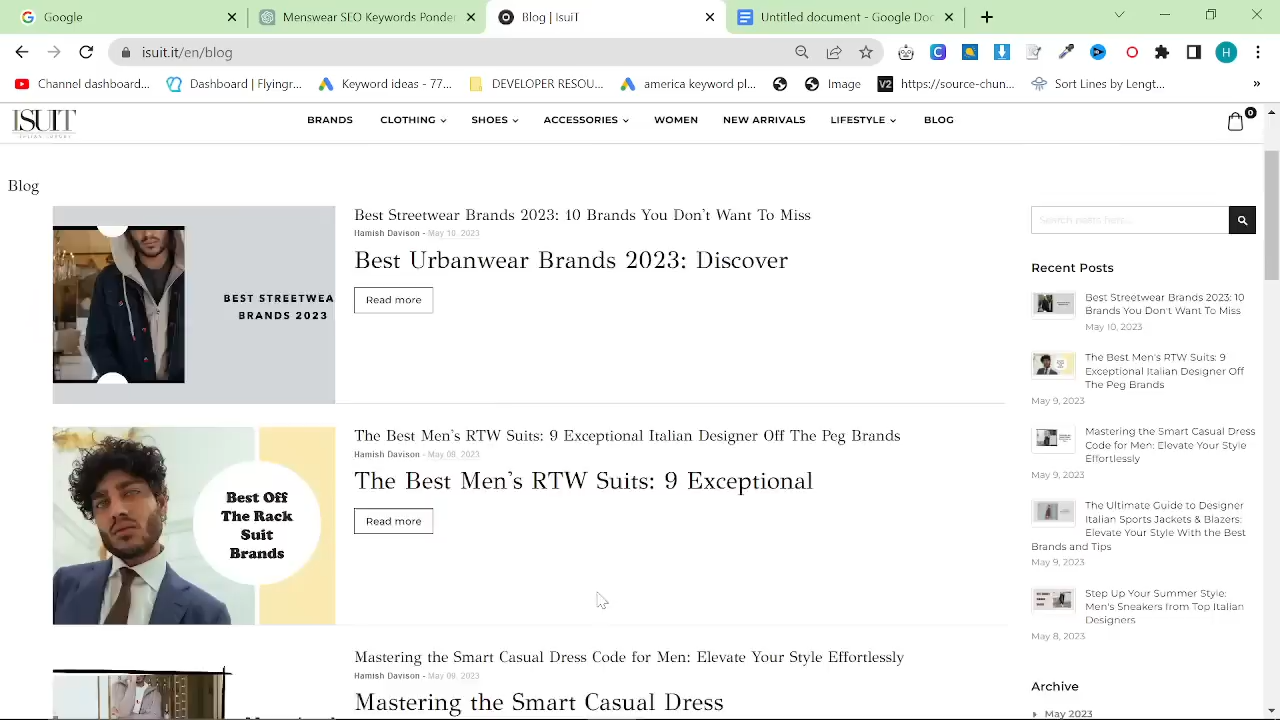 Google
Menswear SEO Keywords Ponder
Blog | isuiT
Untitled document - Google Doc
isuit.it/en/blog
H
Channel dashboard...
Dashboard | Flyingr...
Keyword ideas - 77...
DEVELOPER RESOU...
america keyword pl...
Image
V2
https://source-chun...
Sort Lines by Lengt...
»
ISUIT
BRANDS
CLOTHING
SHOES
ACCESSORIES
WOMEN
NEW ARRIVALS
LIFESTYLE
BLOG
0
Blog
BEST STREETWEA
BRANDS 2023
Best Streetwear Brands 2023: 10 Brands You Don't Want To Miss
Hamish Davison - May 10, 2023
Best Urbanwear Brands 2023: Discover
Read more
Best Off
The Rack
Suit
Brands
The Best Men's RTW Suits: 9 Exceptional Italian Designer Off The Peg Brands
Hamish Davison - May 09, 2023
The Best Men's RTW Suits: 9 Exceptional
Read more
Mastering the Smart Casual Dress Code for Men: Elevate Your Style Effortlessly
Hamish Davison - May 09, 2023
Mastering the Smart Casual Dress
Search posts here...
Recent Posts
Best Streetwear Brands 2023: 10
Brands You Don't Want To Miss
May 10, 2023
The Best Men's RTW Suits: 9
Exceptional Italian Designer Off
The Peg Brands
May 9, 2023
Mastering the Smart Casual Dress
Code for Men: Elevate Your Style
Effortlessly
May 9, 2023
The Ultimate Guide to Designer
Italian Sports Jackets & Blazers:
Elevate Your Style With the Best
Brands and Tips
May 9, 2023
Step Up Your Summer Style:
Men's Sneakers from Top Italian
Designers
May 8, 2023
Archive
May 2023